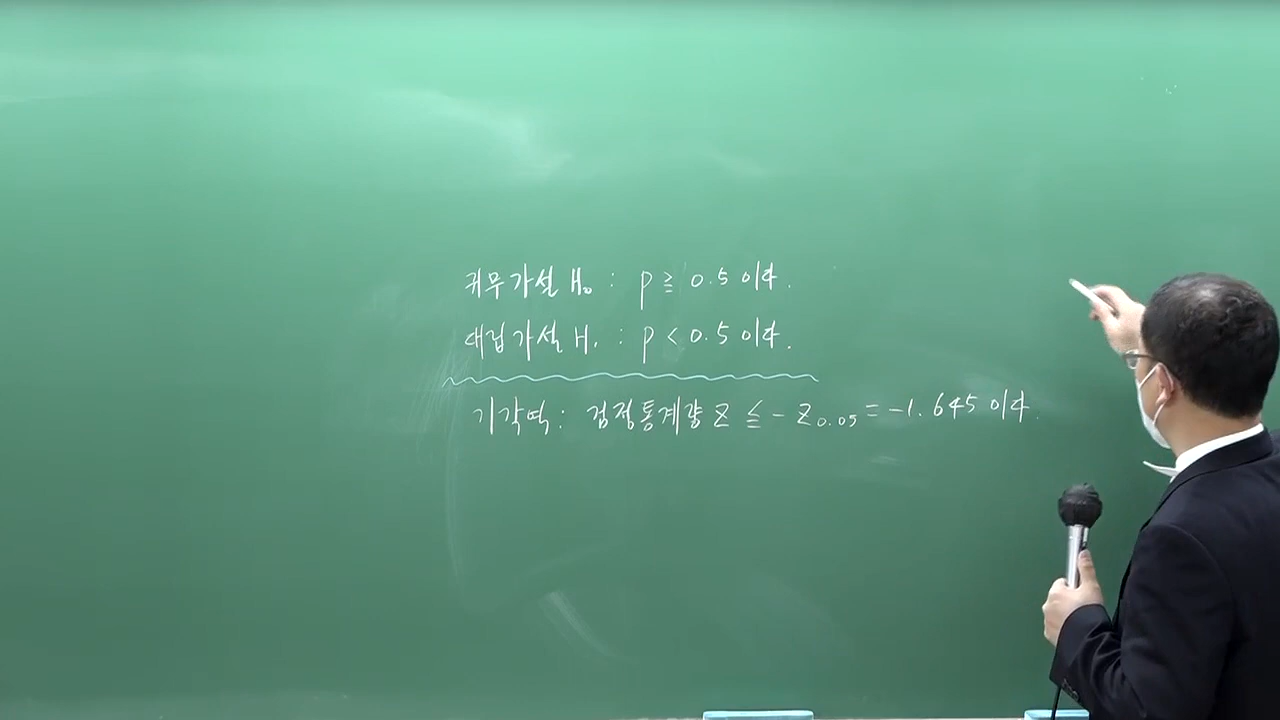 귀무가설 H₀ : p ≧ 0.5 이다.
대립가설 H₁ : p < 0.5 이다.
기각역 : 검정통계량 Z ≦ - Z₀.₀₅ = -1.645 이다.